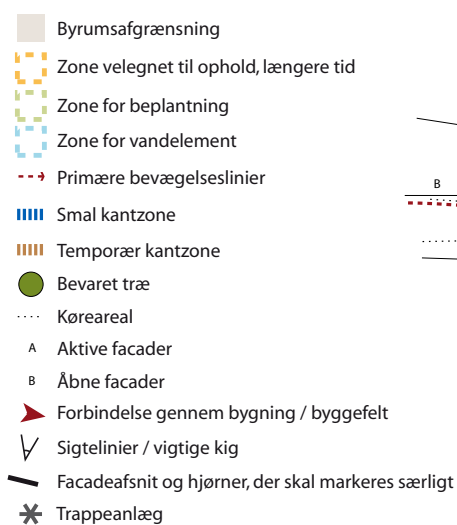 Byrumsafgrænsning
Zone velegnet til ophold, længere tid
Zone for beplantning
Zone for vandelement
Primære bevægelseslinier
B
Smal kantzone
Temporær kantzone
Bevaret træ
Køreareal
A Aktive facader
B Åbne facader
Forbindelse gennem bygning / byggefelt
Sigtelinier / vigtige kig
Facadeafsnit og hjørner, der skal markeres særligt
Trappeanlæg